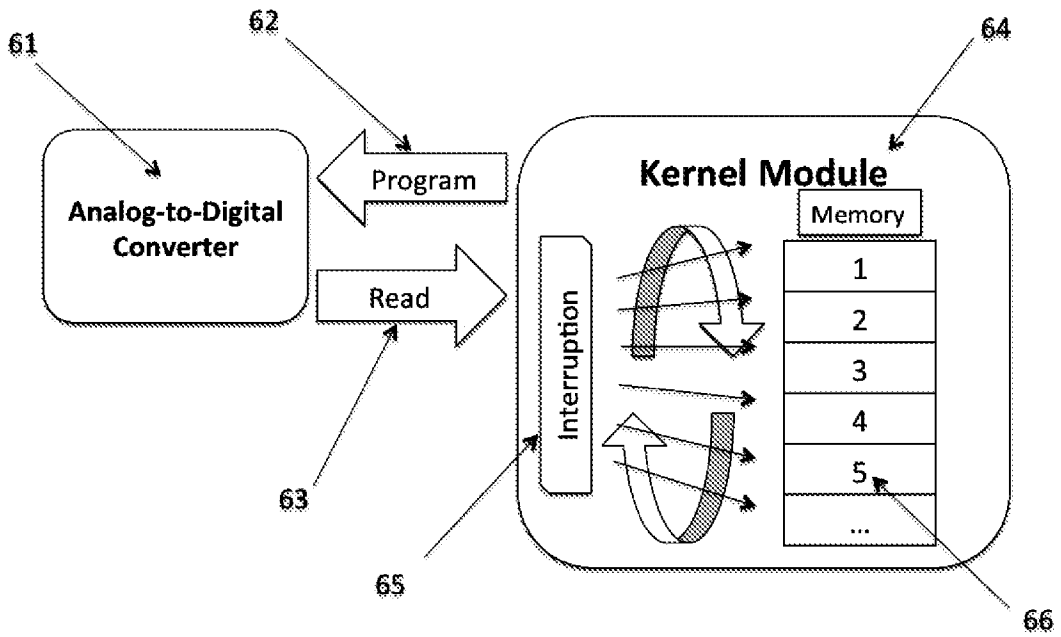 61
62
64
Analog-to-Digital
Converter
Program
Read
63
Kernel Module
Interruption
Memory
1
2
3
4
5
...
65
66